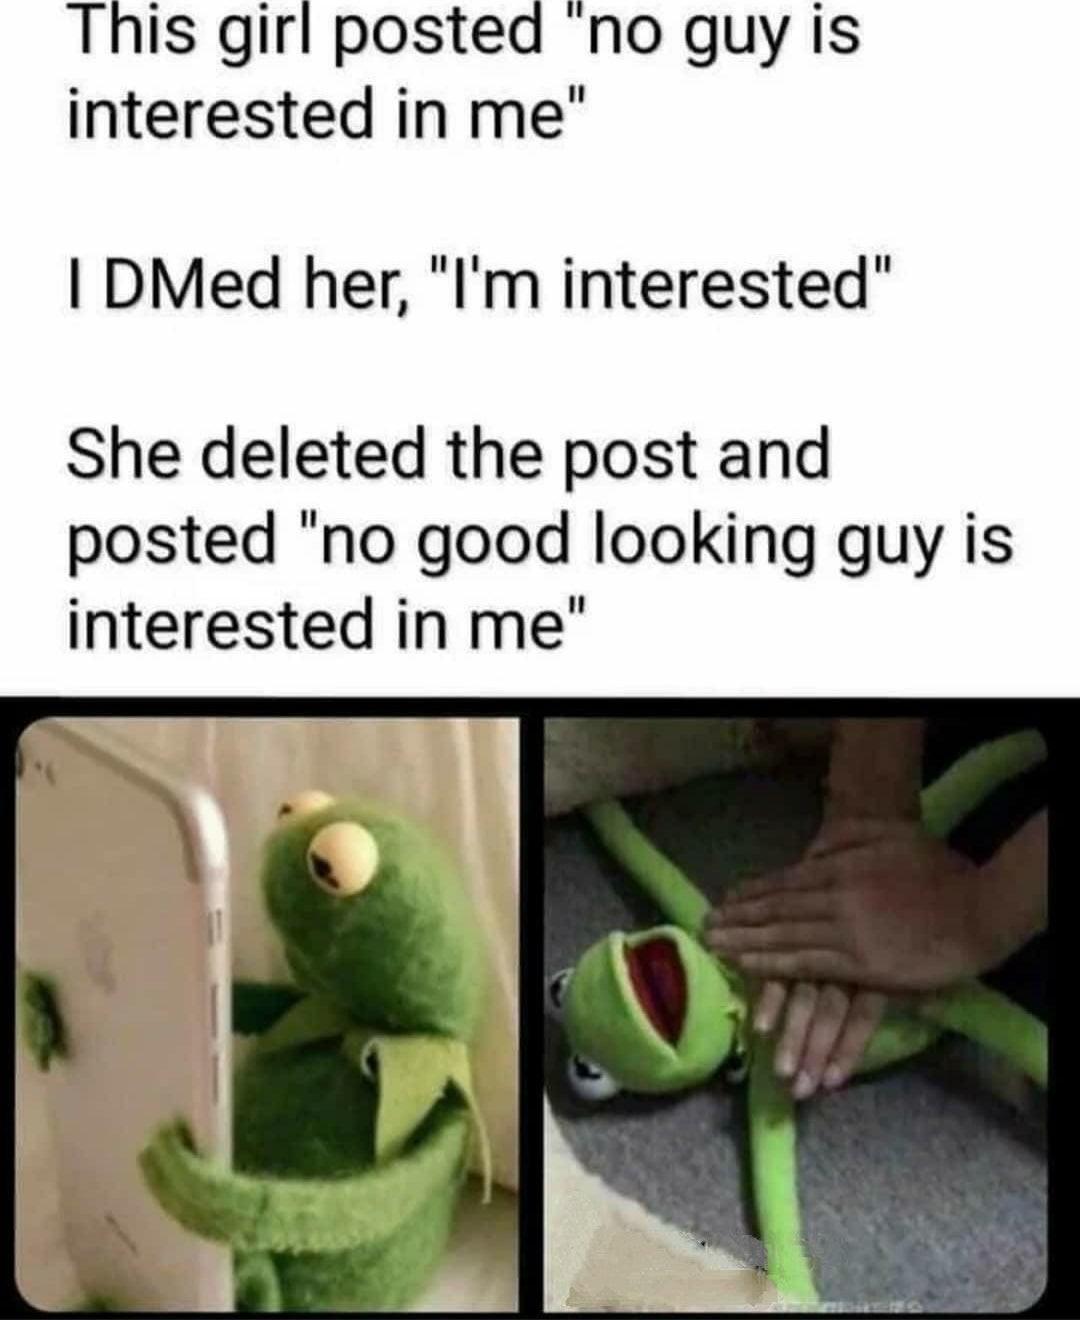 This girl posted "no guy is
interested in me"
I DMed her, "I'm interested"
She deleted the post and
posted "no good looking guy is
interested in me"